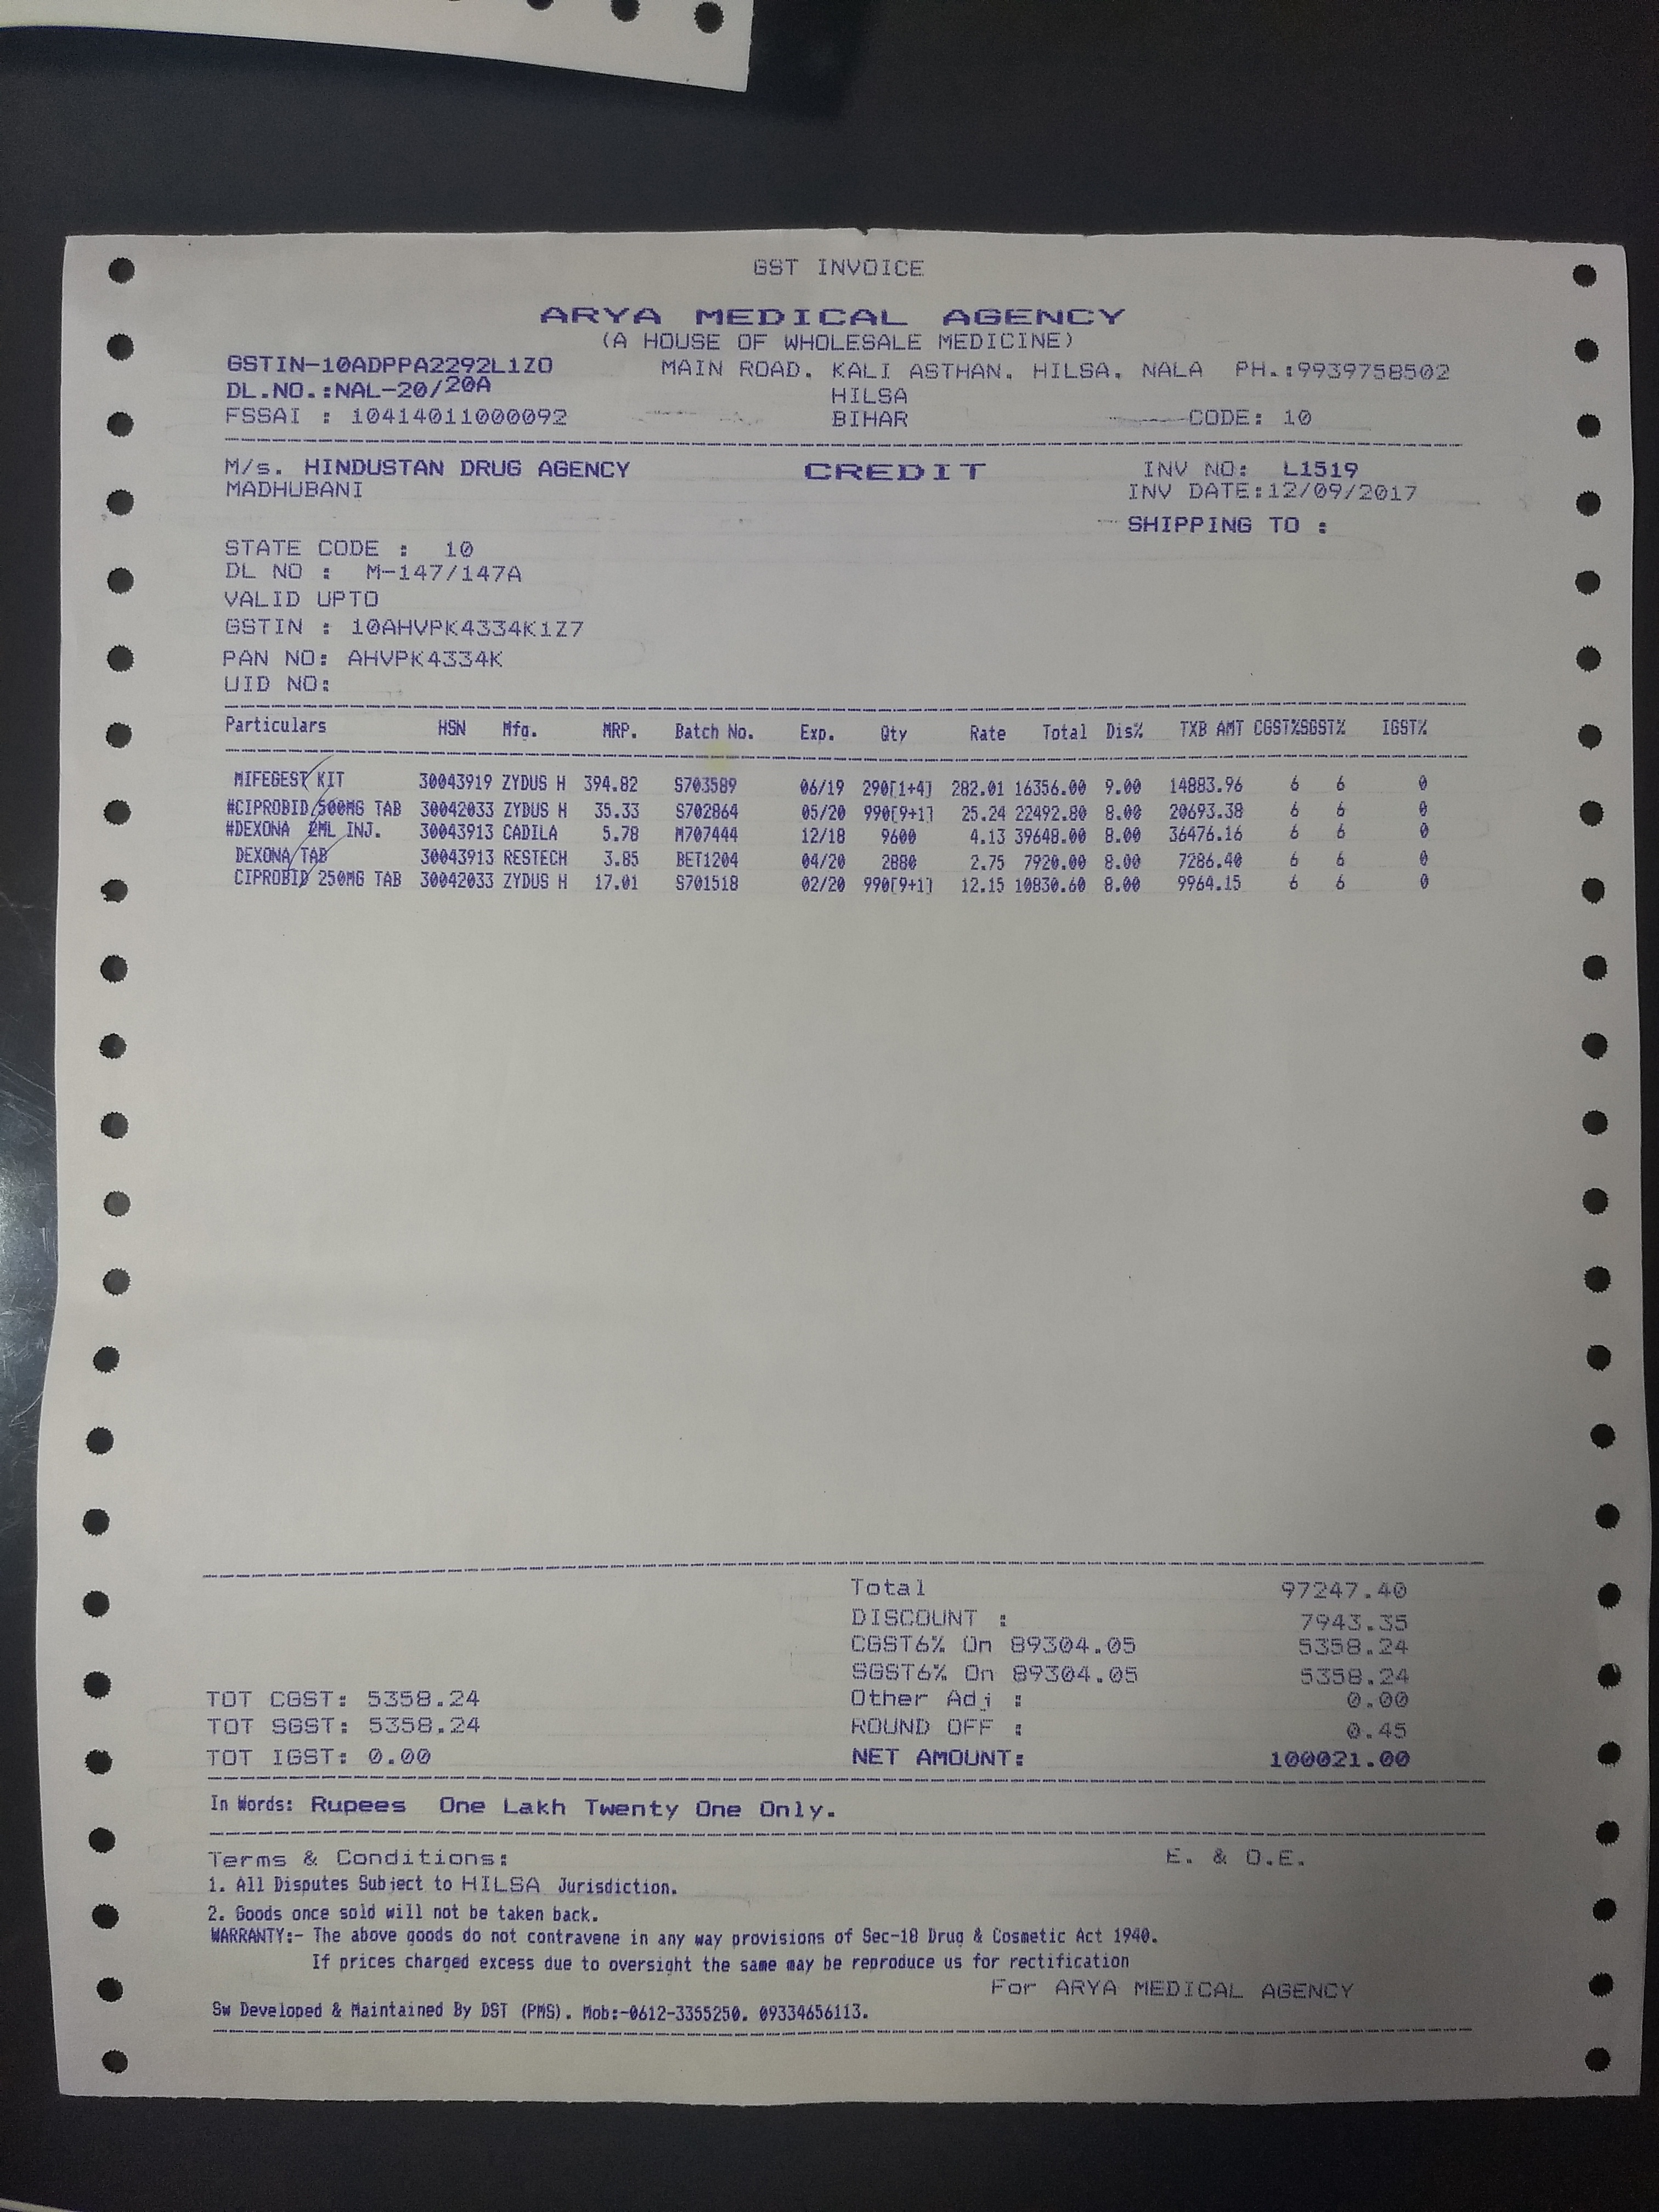 GST INVOICE
ARYA MEDICAL AGENCY
(A HOUSE OF WHOLESALE MEDICINE)
GSTIN-10ADPPA2292L1ZO MAIN ROAD. KALI ASTHAN. HILSA. NALA PH.:9939758502
DL.NO.:NAL-20/20A HILSA
FSSAI : 10414011000092 BIHAR CODE: 10
M/s. HINDUSTAN DRUG AGENCY CREDIT INV NO: L1519
MADHUBANI INV DATE:12/09/2017
SHIPPING TO :
STATE CODE : 10
DL NO : M-147/147A
VALID UPTO
GSTIN : 10AHVPK4334K1Z7
PAN NO: AHVPK4334K
UID NO:
Particulars HSN Mfg. MRP. Batch No. Exp. Qty Rate Total Dis% TXB AMT CGST%SGST% IGST%
MIFEGEST KIT 30043919 ZYDUS H 394.82 S703589 06/19 290[1+4] 282.01 16356.00 9.00 14883.96 6 6 0
#CIPROBID 500MG TAB 30042033 ZYDUS H 35.33 S702864 05/20 990[9+1] 25.24 22492.80 8.00 20693.38 6 6 0
#DEXONA 2ML INJ. 30043913 CADILA 5.78 M707444 12/18 9600 4.13 39648.00 8.00 36476.16 6 6 0
DEXONA TAB 30043913 RESTECH 3.85 BET1204 04/20 2880 2.75 7920.00 8.00 7286.40 6 6 0
CIPROBID 250MG TAB 30042033 ZYDUS H 17.01 S701518 02/20 990[9+1] 12.15 10830.60 8.00 9964.15 6 6 0
Total 97247.40
DISCOUNT : 7943.35
CGST6% On 89304.05 5358.24
SGST6% On 89304.05 5358.24
TOT CGST: 5358.24 Other Adj : 0.00
TOT SGST: 5358.24 ROUND OFF : 0.45
TOT IGST: 0.00 NET AMOUNT: 100021.00
In Words: Rupees One Lakh Twenty One Only.
Terms & Conditions: E. & O.E.
1. All Disputes Subject to HILSA Jurisdiction.
2. Goods once sold will not be taken back.
WARRANTY:- The above goods do not contravene in any way provisions of Sec-18 Drug & Cosmetic Act 1940.
If prices charged excess due to oversight the same may be reproduce us for rectification
For ARYA MEDICAL AGENCY
Sw Developed & Maintained By DST (PMS). Mob:-0612-3355250. 09334656113.